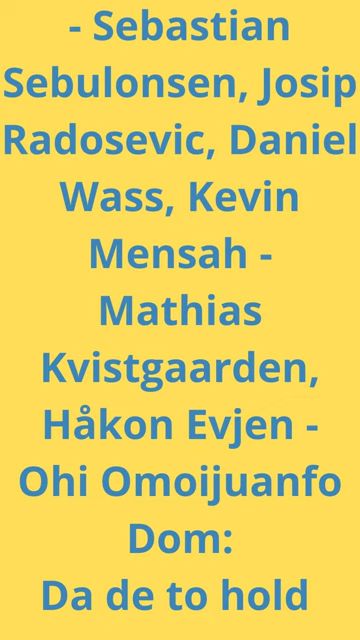 - Sebastian
Sebulonsen, Josip
Radosevic, Daniel
Wass, Kevin
Mensah -
Mathias
Kvistgaarden,
Håkon Evjen -
Ohi Omoijuanfo
Dom:
Da de to hold